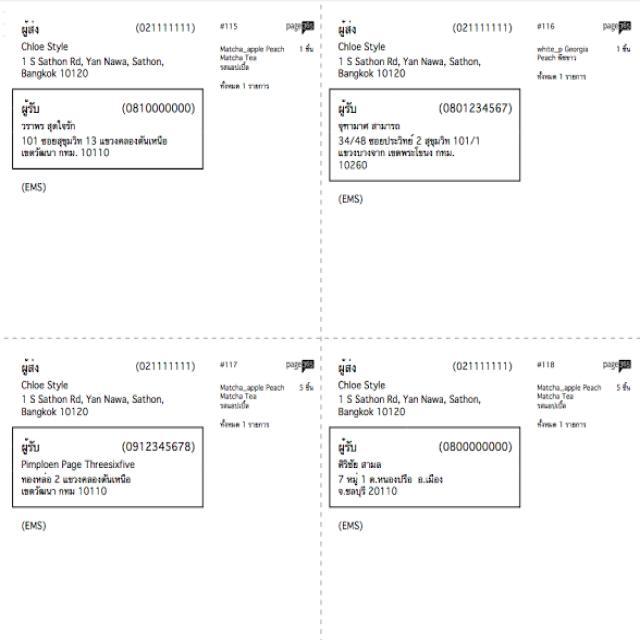 ผู้ส่ง (021111111)
Chloe Style
1 S Sathon Rd, Yan Nawa, Sathon,
Bangkok 10120
ผู้รับ (0810000000)
วราพร สุดใจรัก
101 ซอยสุขุมวิท 13 แขวงคลองตันเหนือ
เขตวัฒนา กทม. 10110
(EMS)
#115 page365
Matcha_apple Peach 1 ชิ้น
Matcha Tea
รสแอปเปิ้ล
ทั้งหมด 1 รายการ
ผู้ส่ง (021111111)
Chloe Style
1 S Sathon Rd, Yan Nawa, Sathon,
Bangkok 10120
ผู้รับ (0801234567)
จุฑามาศ สามารถ
34/48 ซอยประวิทย์ 2 สุขุมวิท 101/1
แขวงบางจาก เขตพระโขนง กทม.
10260
(EMS)
#116 page365
white_p Georgia 1 ชิ้น
Peach พีชขาว
ทั้งหมด 1 รายการ
ผู้ส่ง (021111111)
Chloe Style
1 S Sathon Rd, Yan Nawa, Sathon,
Bangkok 10120
ผู้รับ (0912345678)
Pimploen Page Threesixfive
ทองหล่อ 2 แขวงคลองตันเหนือ
เขตวัฒนา กทม 10110
(EMS)
#117 page365
Matcha_apple Peach 5 ชิ้น
Matcha Tea
รสแอปเปิ้ล
ทั้งหมด 1 รายการ
ผู้ส่ง (021111111)
Chloe Style
1 S Sathon Rd, Yan Nawa, Sathon,
Bangkok 10120
ผู้รับ (0800000000)
ศิริชัย สามล
7 หมู่ 1 ต.หนองปรือ อ.เมือง
จ.ชลบุรี 20110
(EMS)
#118 page365
Matcha_apple Peach 5 ชิ้น
Matcha Tea
รสแอปเปิ้ล
ทั้งหมด 1 รายการ